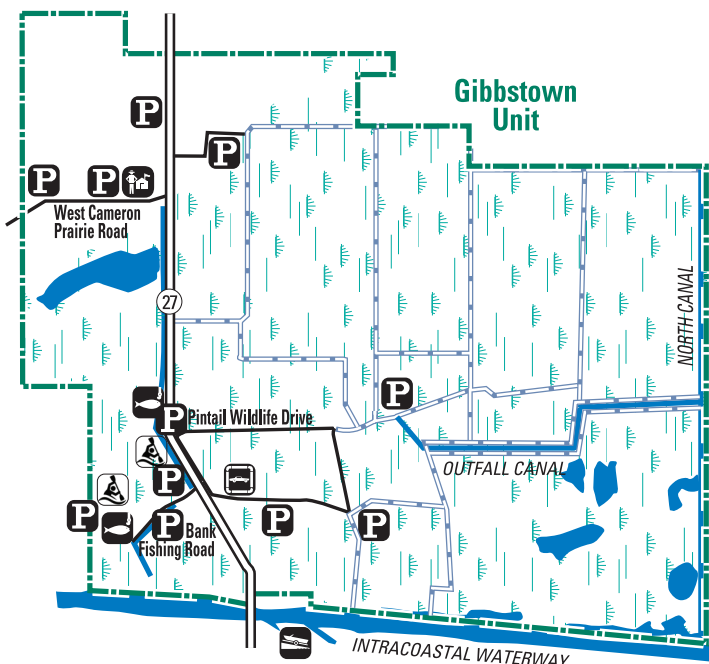 Gibbstown
Unit
P
P
P
P
West Cameron
Prairie Road
27
NORTH CANAL
P
P
Pintail Wildlife Drive
OUTFALL CANAL
P
P
P
P
P
Bank
Fishing Road
INTRACOASTAL WATERWAY